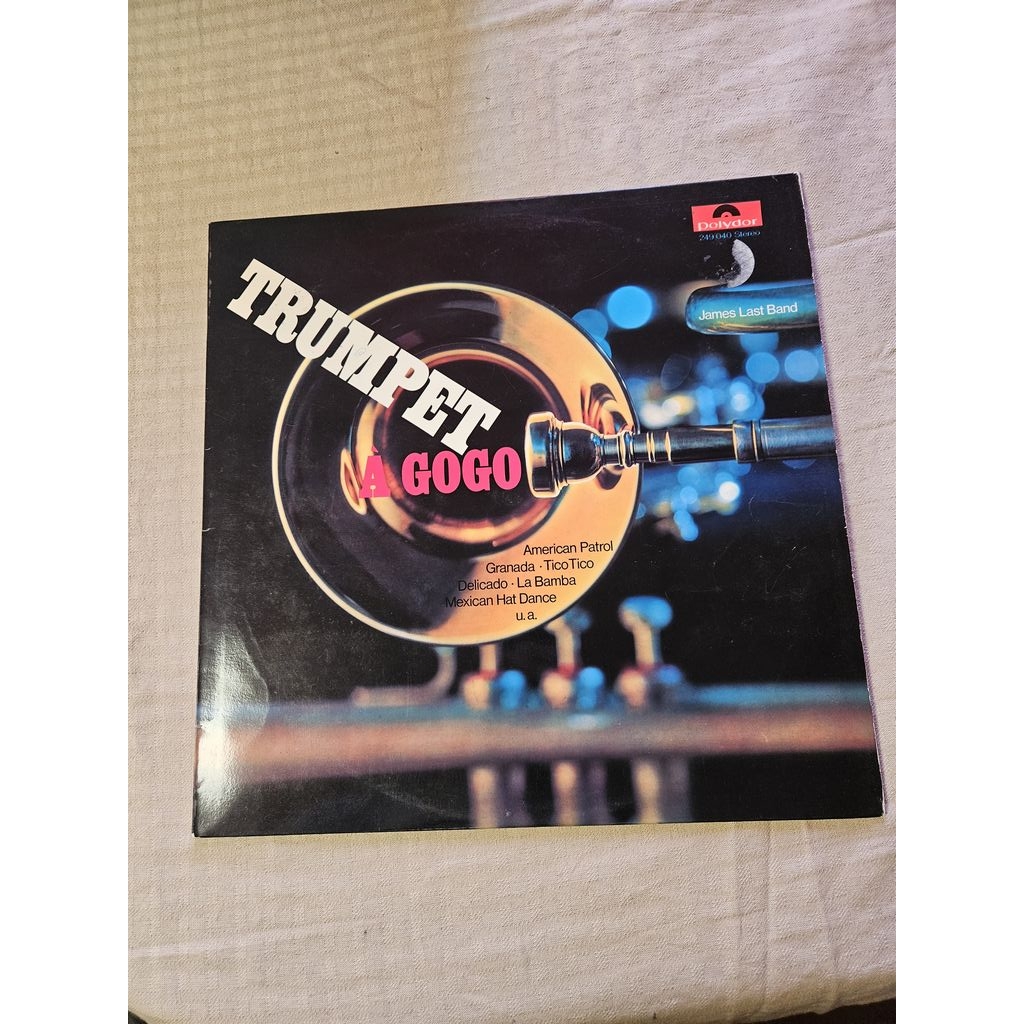 polydor
249 040 Stereo
James Last Band
TRUMPET
À GOGO
American Patrol
Granada · Tico Tico
Delicado · La Bamba
Mexican Hat Dance
u. a.